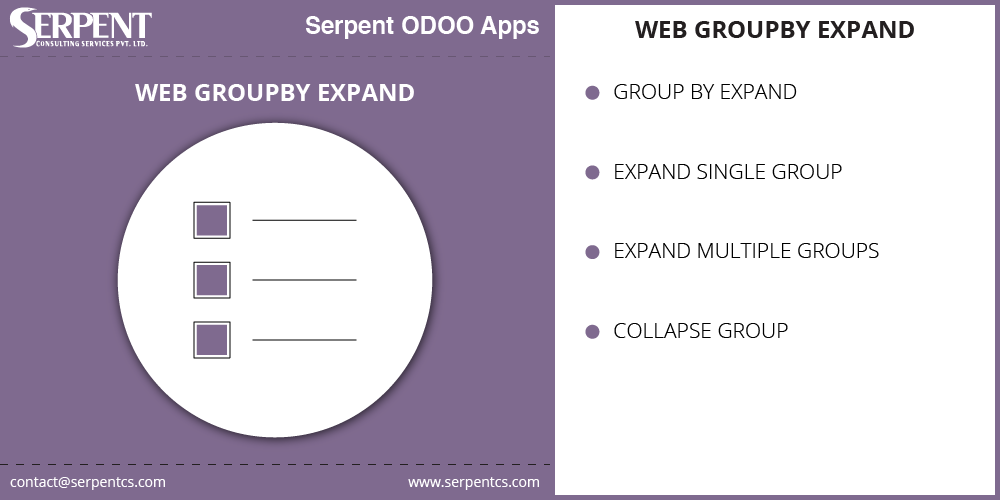 SERPENT
CONSULTING SERVICES PVT. LTD.
Serpent ODOO Apps
WEB GROUPBY EXPAND
contact@serpentcs.com
www.serpentcs.com
WEB GROUPBY EXPAND
GROUP BY EXPAND
EXPAND SINGLE GROUP
EXPAND MULTIPLE GROUPS
COLLAPSE GROUP